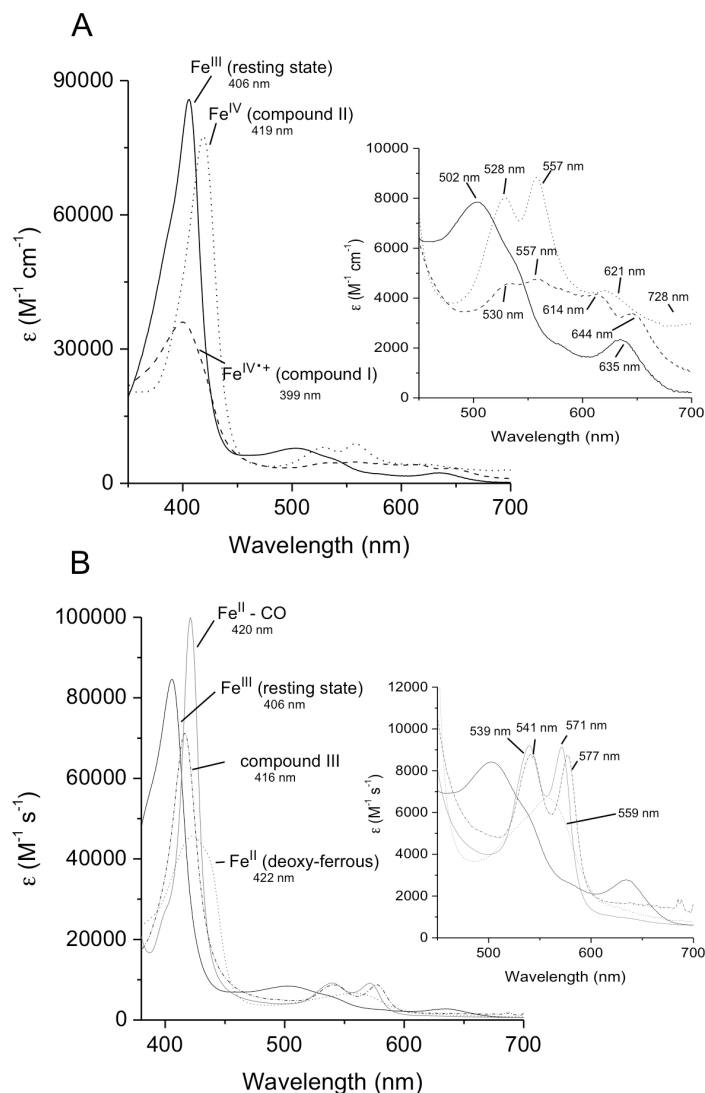 A
Fe^III (resting state)
406 nm
Fe^IV (compound II)
419 nm
Fe^IV•+ (compound I)
399 nm
90000
60000
30000
0
ε (M^-1 cm^-1)
400
500
600
700
Wavelength (nm)
10000
8000
6000
4000
2000
0
ε (M^-1 cm^-1)
502 nm
528 nm
557 nm
557 nm
530 nm
621 nm
614 nm
728 nm
644 nm
635 nm
500
600
700
Wavelength (nm)
B
Fe^II - CO
420 nm
Fe^III (resting state)
406 nm
compound III
416 nm
Fe^II (deoxy-ferrous)
422 nm
100000
80000
60000
40000
20000
0
ε (M^-1 s^-1)
400
500
600
700
Wavelength (nm)
12000
10000
8000
6000
4000
2000
0
ε (M^-1 s^-1)
539 nm
541 nm
571 nm
577 nm
559 nm
500
600
700
Wavelength (nm)